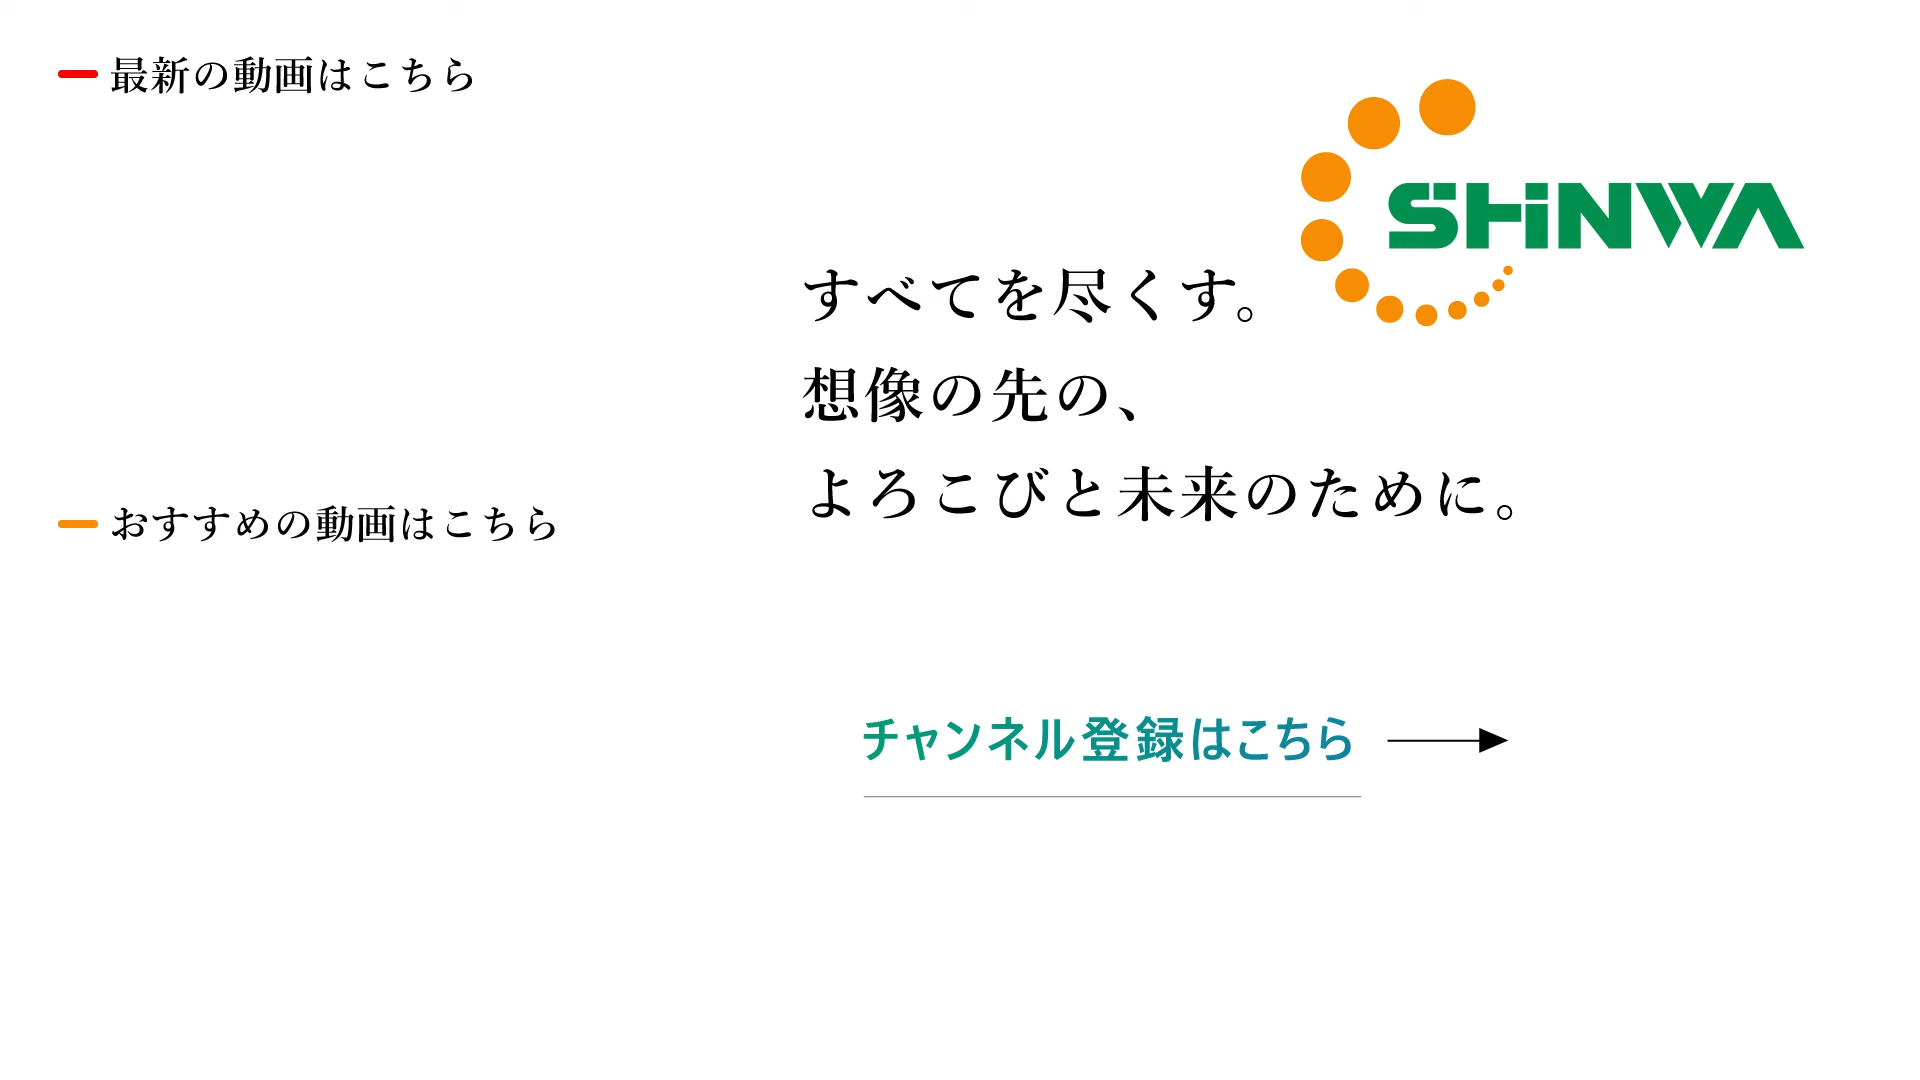 最新の動画はこちら
SHINWA
すべてを尽くす。
想像の先の、
よろこびと未来のために。
おすすめの動画はこちら
チャンネル登録はこちら